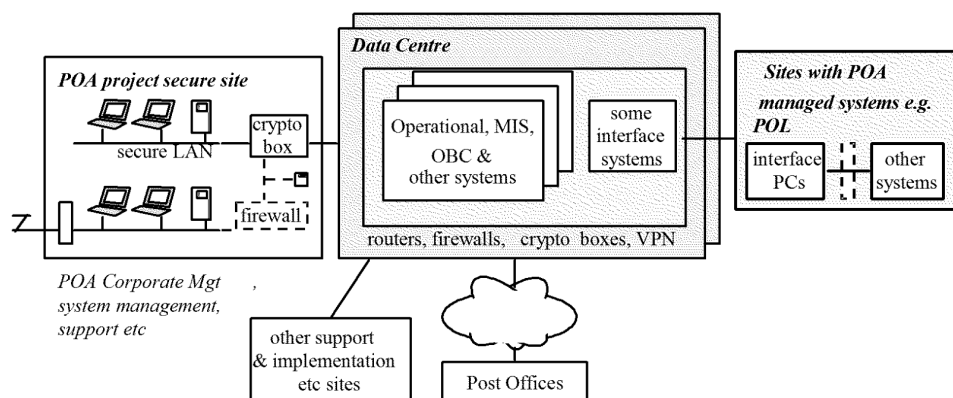 POA project secure site
crypto
box
secure LAN
firewall
POA Corporate Mgt ,
system management,
support etc
Data Centre
Operational, MIS,
OBC &
other systems
some
interface
systems
routers, firewalls, crypto boxes, VPN
other support
& implementation
etc sites
Post Offices
Sites with POA
managed systems e.g.
POL
interface
PCs
other
systems